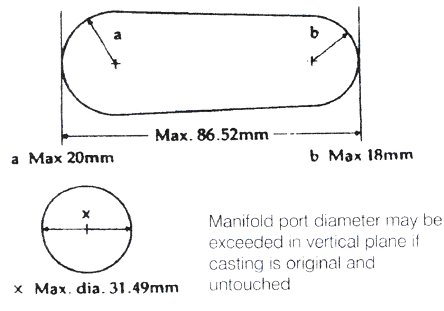 a
b
Max. 86.52mm
a Max 20mm
b Max 18mm
x
Manifold port diameter may be
exceeded in vertical plane if
casting is original and
untouched
x Max. dia. 31.49mm